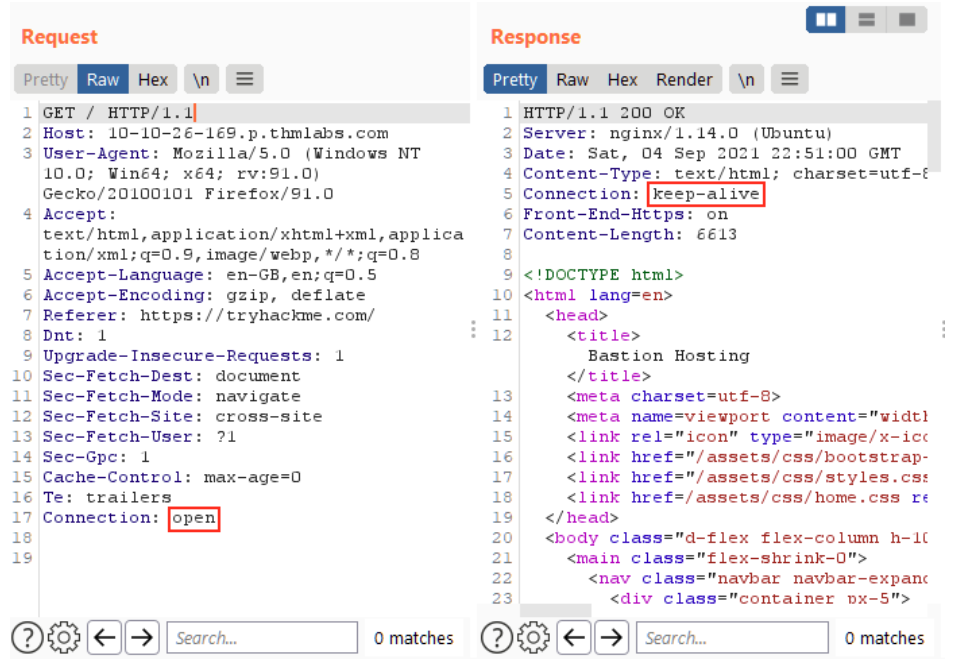 Request
Pretty Raw Hex \n
1 GET / HTTP/1.1
2 Host: 10-10-26-169.p.thmlabs.com
3 User-Agent: Mozilla/5.0 (Windows NT
10.0; Win64; x64; rv:91.0)
Gecko/20100101 Firefox/91.0
4 Accept:
text/html,application/xhtml+xml,applica
tion/xml;q=0.9,image/webp,*/*;q=0.8
5 Accept-Language: en-GB,en;q=0.5
6 Accept-Encoding: gzip, deflate
7 Referer: https://tryhackme.com/
8 Dnt: 1
9 Upgrade-Insecure-Requests: 1
10 Sec-Fetch-Dest: document
11 Sec-Fetch-Mode: navigate
12 Sec-Fetch-Site: cross-site
13 Sec-Fetch-User: ?1
14 Sec-Gpc: 1
15 Cache-Control: max-age=0
16 Te: trailers
17 Connection: open
18
19
Search...
0 matches
Response
Pretty Raw Hex Render \n
1 HTTP/1.1 200 OK
2 Server: nginx/1.14.0 (Ubuntu)
3 Date: Sat, 04 Sep 2021 22:51:00 GMT
4 Content-Type: text/html; charset=utf-8
5 Connection: keep-alive
6 Front-End-Https: on
7 Content-Length: 6613
8
9 <!DOCTYPE html>
10 <html lang=en>
11 <head>
12 <title>
Bastion Hosting
</title>
13 <meta charset=utf-8>
14 <meta name=viewport content="width
15 <link rel="icon" type="image/x-ico
16 <link href="/assets/css/bootstrap-
17 <link href="/assets/css/styles.css
18 <link href=/assets/css/home.css re
19 </head>
20 <body class="d-flex flex-column h-10
21 <main class="flex-shrink-0">
22 <nav class="navbar navbar-expand
23 <div class="container px-5">
Search...
0 matches